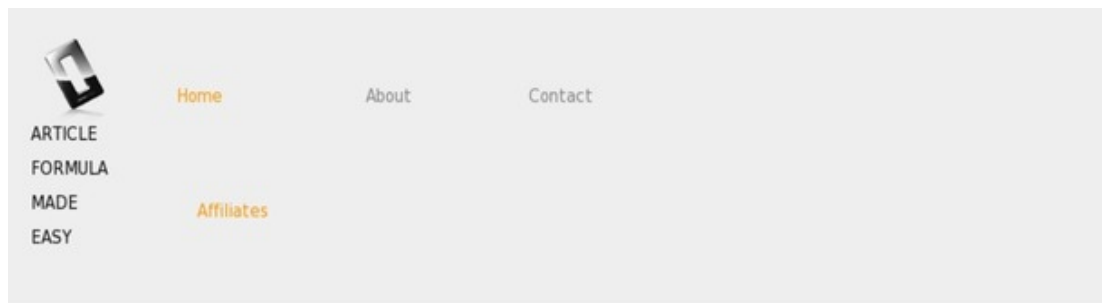 Home About Contact
ARTICLE
FORMULA
MADE
Affiliates
EASY